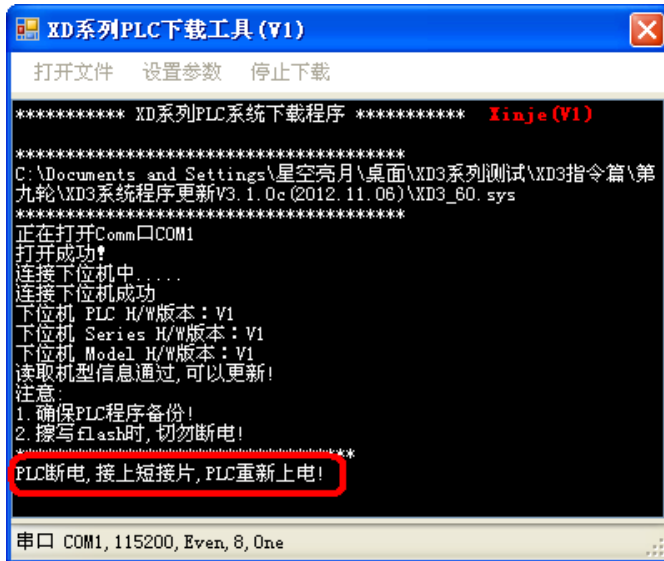 XD系列PLC下载工具(V1)
打开文件 设置参数 停止下载
*********** XD系列PLC系统下载程序 *********** Xinje(V1)
***************************************
C:\Documents and Settings\星空亮月\桌面\XD3系列测试\XD3指令篇\第
九轮\XD3系统程序更新V3.1.0c(2012.11.06)\XD3_60.sys
***************************************
正在打开Comm口COM1
打开成功!
连接下位机中.....
连接下位机成功
下位机 PLC H/W版本：V1
下位机 Series H/W版本：V1
下位机 Model H/W版本：V1
读取机型信息通过,可以更新!
注意:
1.确保PLC程序备份!
2.擦写flash时,切勿断电!
**********************************
PLC断电,接上短接片,PLC重新上电!
串口 COM1,115200,Even,8,One